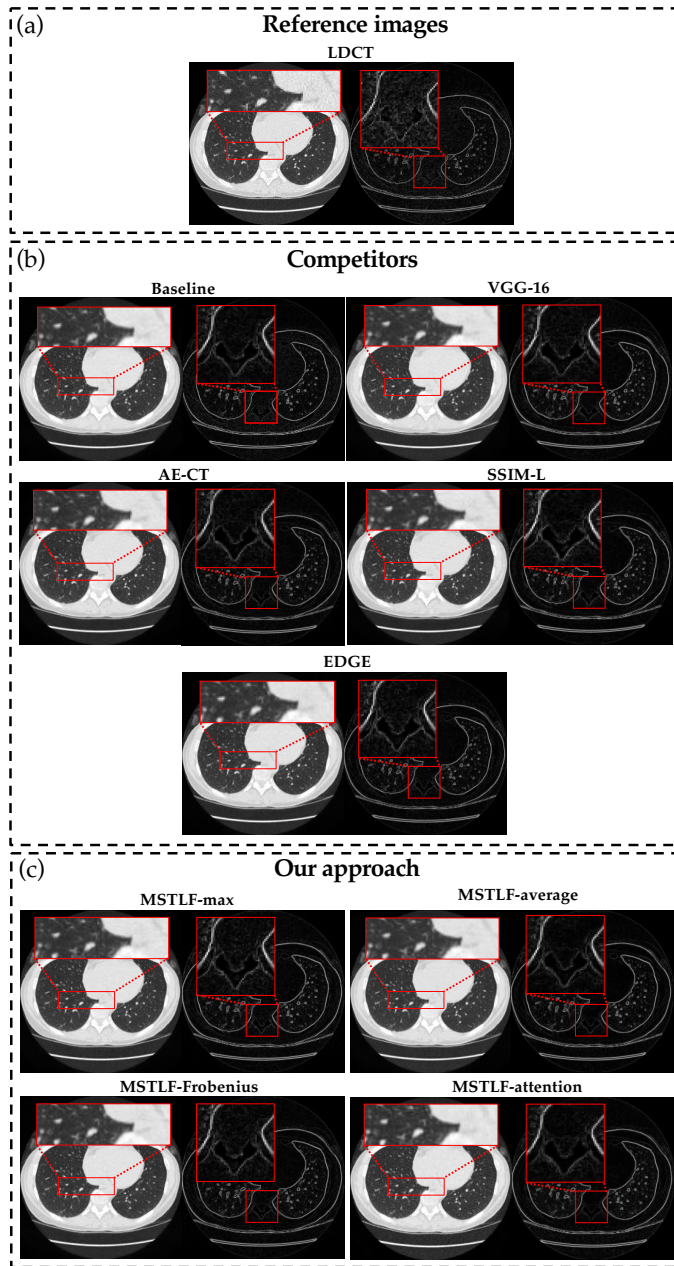 (a)
Reference images
LDCT
(b)
Competitors
Baseline
VGG-16
AE-CT
SSIM-L
EDGE
(c)
Our approach
MSTLF-max
MSTLF-average
MSTLF-Frobenius
MSTLF-attention